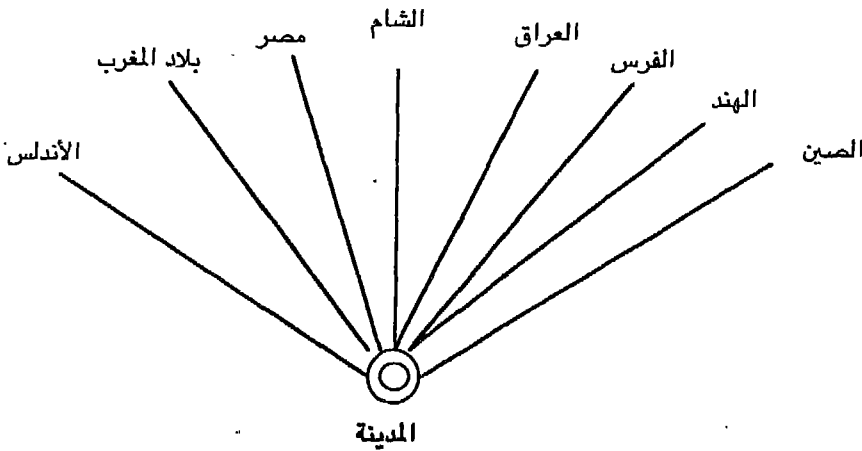 الشام
العراق
مصر
الفرس
بلاد المغرب
الهند
الصين
الأندلس
المدينة